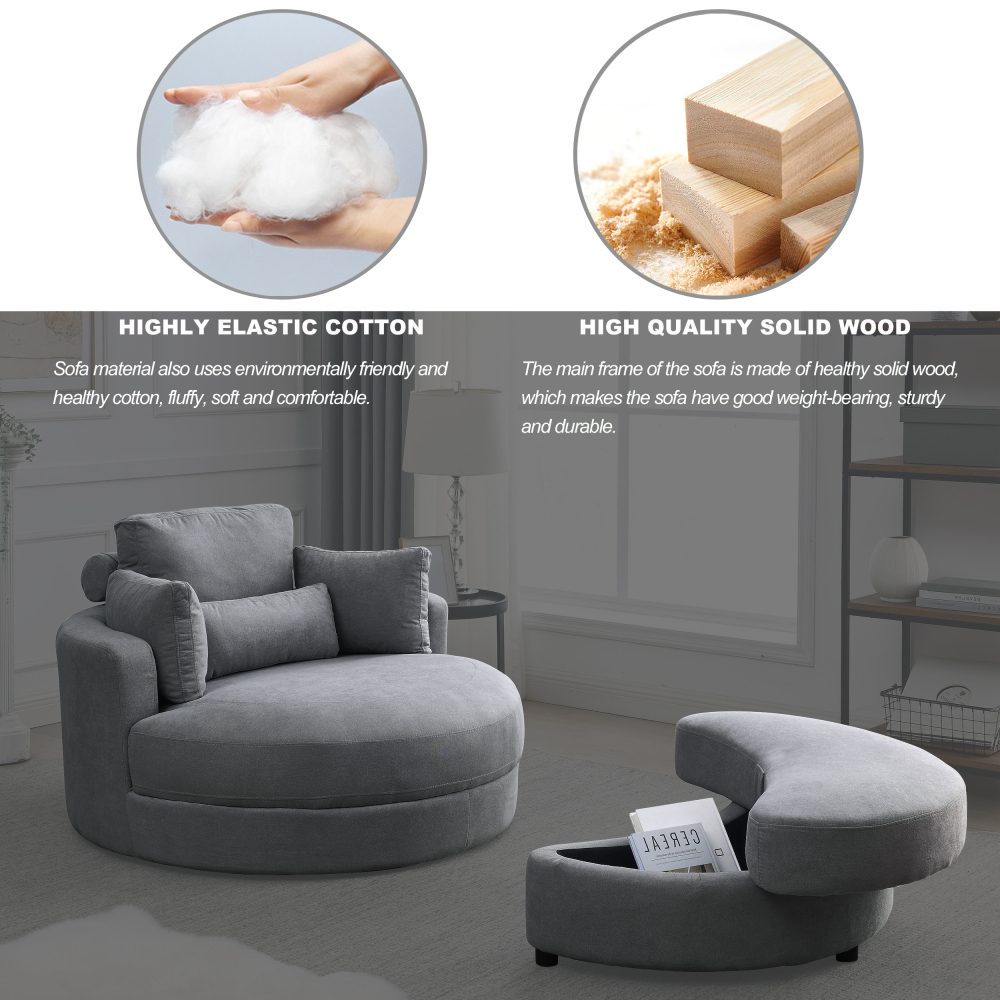 HIGHLY ELASTIC COTTON
Sofa material also uses environmentally friendly and
healthy cotton, fluffy, soft and comfortable.
HIGH QUALITY SOLID WOOD
The main frame of the sofa is made of healthy solid wood,
which makes the sofa have good weight-bearing, sturdy
and durable.
CEREAL